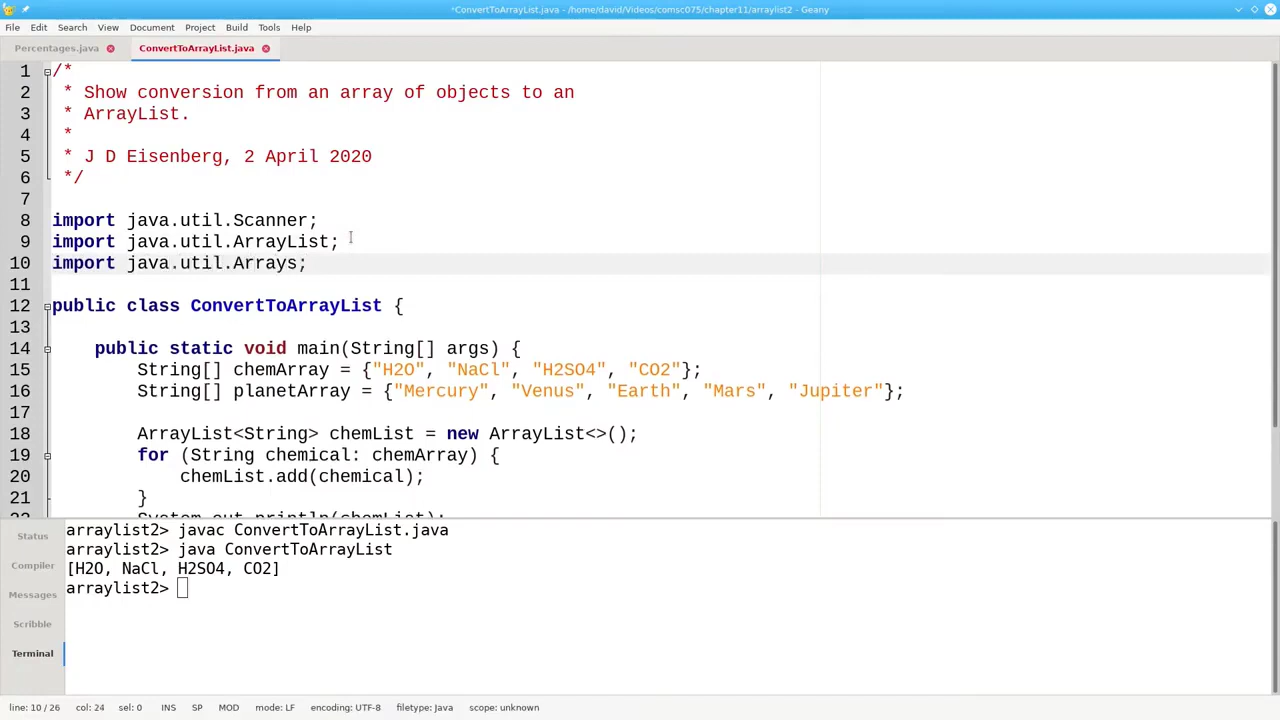 *ConvertToArrayList.java - /home/david/Videos/comsc075/chapter11/arraylist2 - Geany
File Edit Search View Document Project Build Tools Help
Percentages.java ConvertToArrayList.java
1 /*
2  * Show conversion from an array of objects to an
3  * ArrayList.
4  *
5  * J D Eisenberg, 2 April 2020
6  */
7
8 import java.util.Scanner;
9 import java.util.ArrayList;
10 import java.util.Arrays;
11
12 public class ConvertToArrayList {
13
14     public static void main(String[] args) {
15         String[] chemArray = {"H2O", "NaCl", "H2SO4", "CO2"};
16         String[] planetArray = {"Mercury", "Venus", "Earth", "Mars", "Jupiter"};
17
18         ArrayList<String> chemList = new ArrayList<>();
19         for (String chemical: chemArray) {
20             chemList.add(chemical);
21         }
22         System.out.println(chemList);
Status
Compiler
Messages
Scribble
Terminal
arraylist2> javac ConvertToArrayList.java
arraylist2> java ConvertToArrayList
[H2O, NaCl, H2SO4, CO2]
arraylist2>
line: 10 / 26 col: 24 sel: 0 INS SP MOD mode: LF encoding: UTF-8 filetype: Java scope: unknown